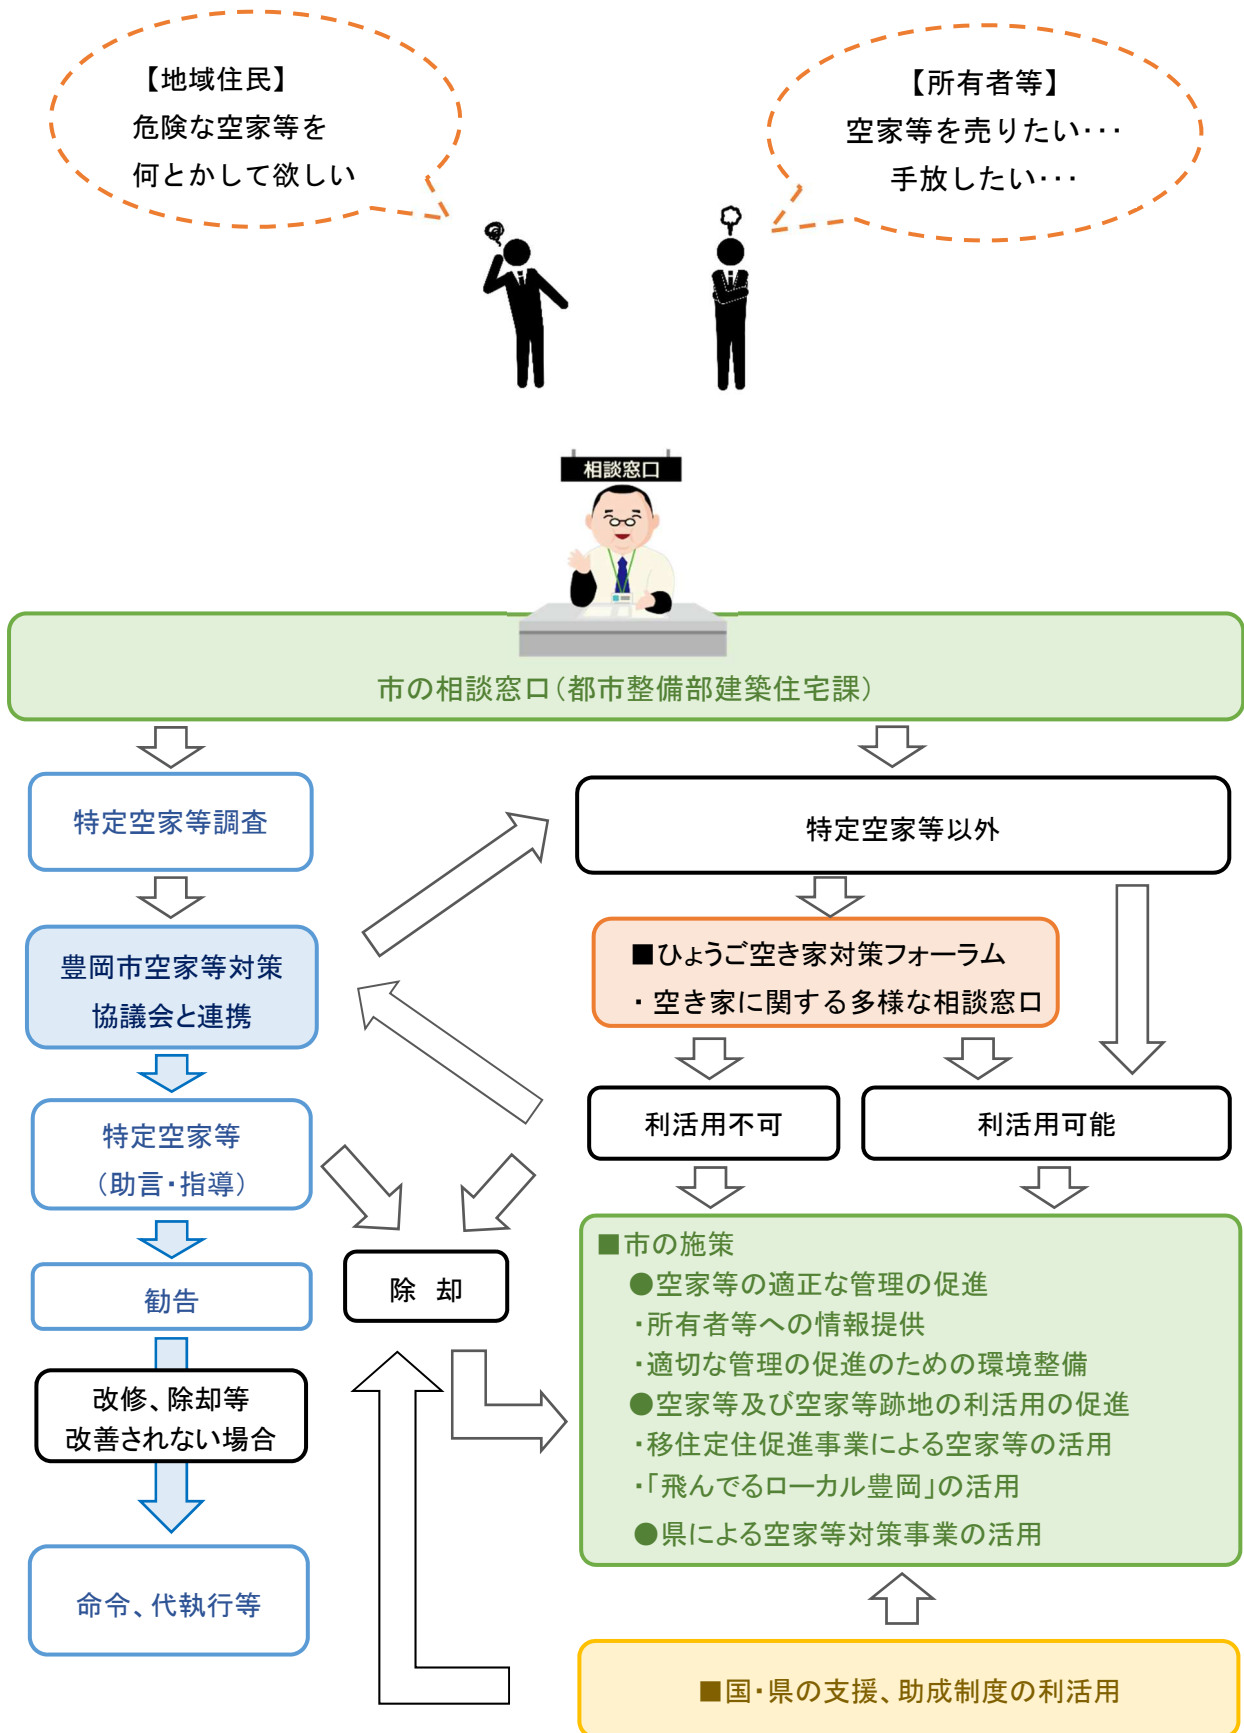 【地域住民】
危険な空家等を
何とかして欲しい
【所有者等】
空家等を売りたい・・・
手放したい・・・
相談窓口
市の相談窓口（都市整備部建築住宅課）
特定空家等調査
特定空家等以外
豊岡市空家等対策
協議会と連携
■ひょうご空き家対策フォーラム
・空き家に関する多様な相談窓口
特定空家等
（助言・指導）
利活用不可
利活用可能
勧告
除 却
改修、除却等
改善されない場合
命令、代執行等
■市の施策
●空家等の適正な管理の促進
・所有者等への情報提供
・適切な管理の促進のための環境整備
●空家等及び空家等跡地の利活用の促進
・移住定住促進事業による空家等の活用
・「飛んでるローカル豊岡」の活用
●県による空家等対策事業の活用
■国・県の支援、助成制度の利活用